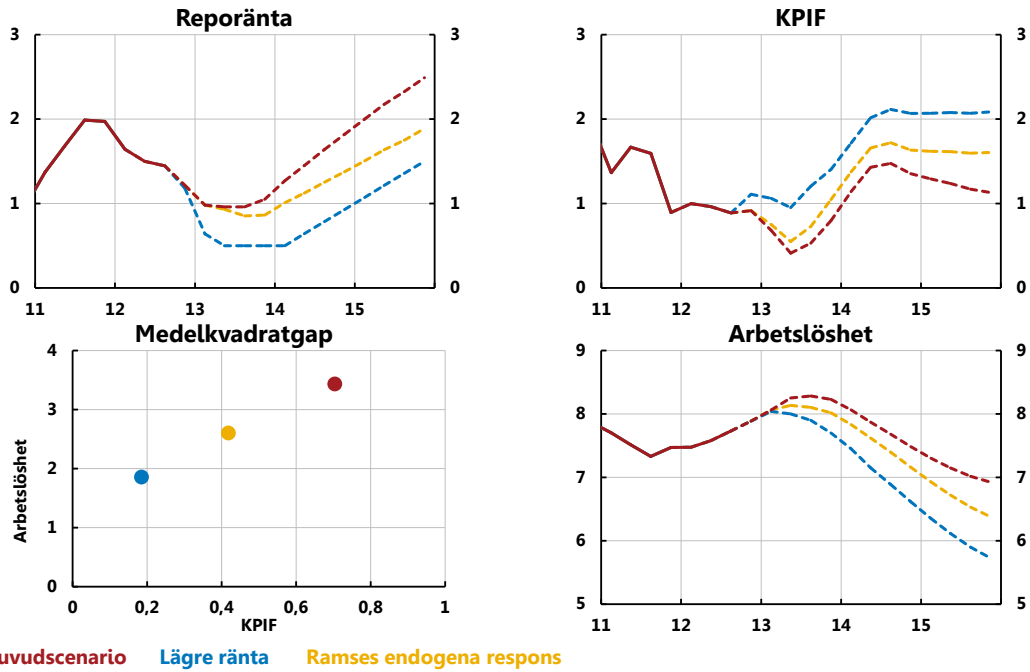 Reporänta
KPIF
3 3
2 2
1 1
0 0
11 12 13 14 15
3 3
2 2
1 1
0 0
11 12 13 14 15
Medelkvadratgap
Arbetslöshet
Arbetslöshet
4
3
2
1
0
0 0,2 0,4 0,6 0,8 1
KPIF
9 9
8 8
7 7
6 6
5 5
11 12 13 14 15
uvudscenario Lägre ränta Ramses endogena respons